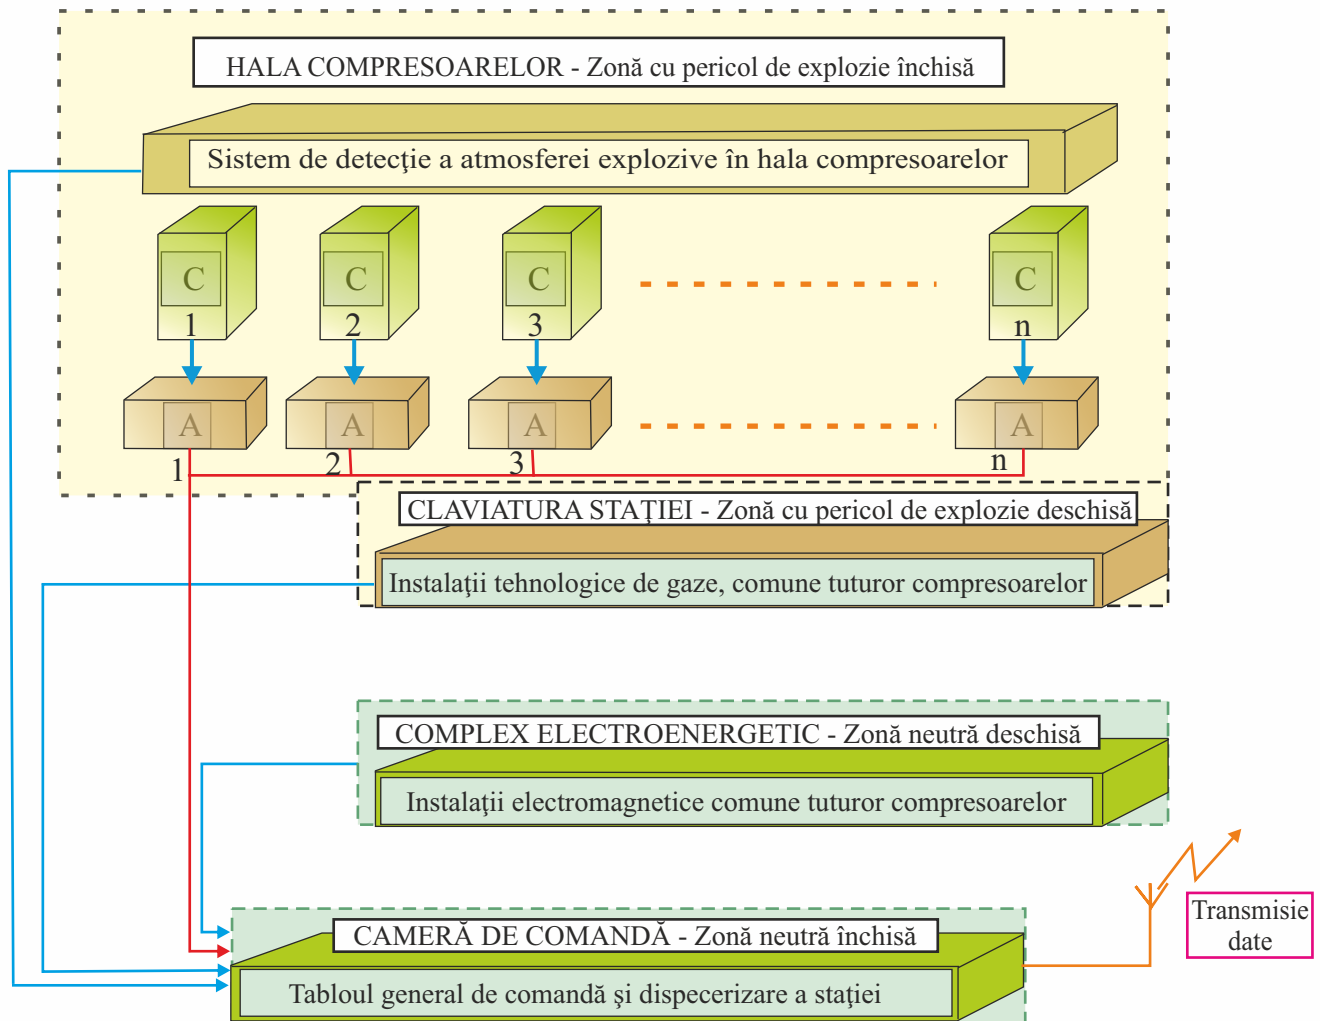 HALA COMPRESOARELOR - Zonă cu pericol de explozie închisă
Sistem de detecţie a atmosferei explozive în hala compresoarelor
C
1
C
2
C
3
C
n
A
1
A
2
A
3
A
n
CLAVIATURA STAŢIEI - Zonă cu pericol de explozie deschisă
Instalaţii tehnologice de gaze, comune tuturor compresoarelor
COMPLEX ELECTROENERGETIC - Zonă neutră deschisă
Instalaţii electromagnetice comune tuturor compresoarelor
CAMERĂ DE COMANDĂ - Zonă neutră închisă
Tabloul general de comandă şi dispecerizare a staţiei
Transmisie
date